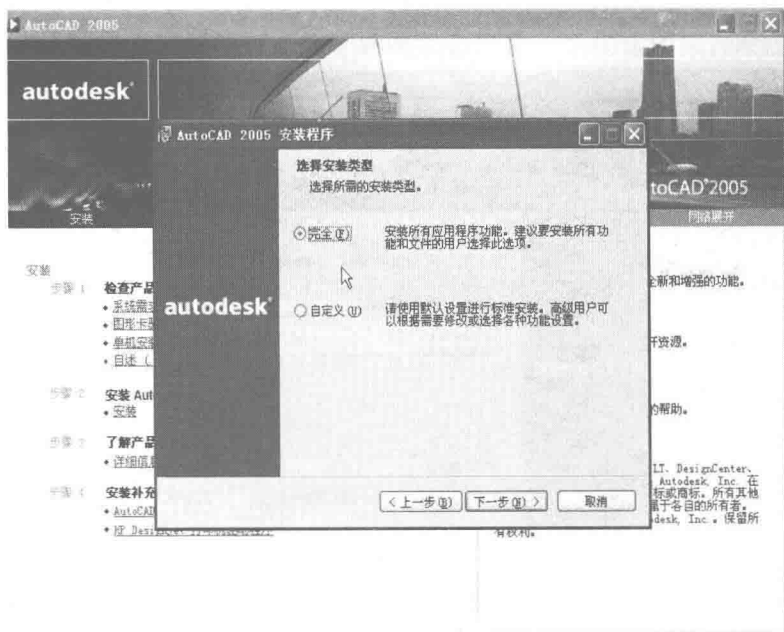 AutoCAD 2005
autodesk
安装
toCAD 2005
网络展开
AutoCAD 2005 安装程序
选择安装类型
选择所需的安装类型。
完全(F)
安装所有应用程序功能。建议要安装所有功
能和文件的用户选择此选项。
自定义(U)
请使用默认设置进行标准安装。高级用户可
以根据需要修改或选择各种功能设置。
autodesk
<上一步(B)
下一步(N)>
取消
安装
步骤 1
检查产品
系统需
图形卡
单机安
自述(
步骤 2
安装 Aut
安装
步骤 3
了解产品
详细信
步骤 4
安装补充
AutoCAD
全新和增强的功能。
资源。
的帮助。
LT、DesignCenter、
Autodesk, Inc. 在
标或商标。所有其他
属于各自的所有者。
desk, Inc.。保留所
有权利。